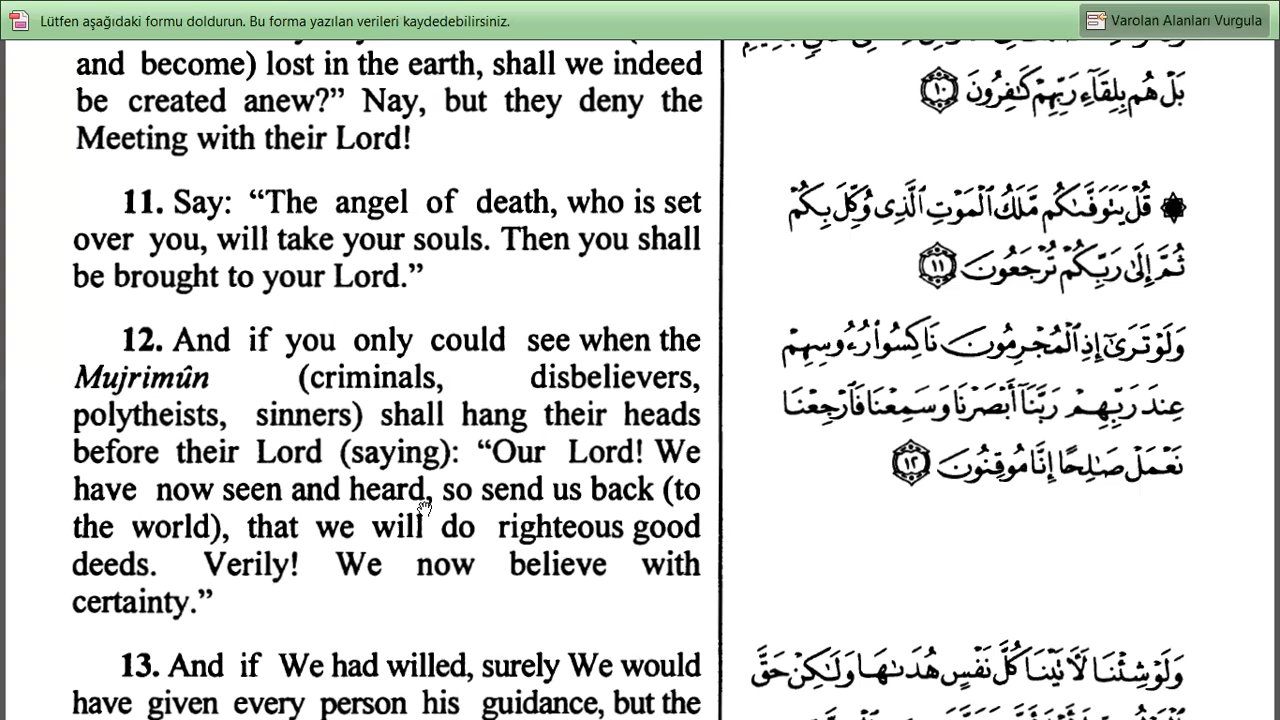 Lütfen aşağıdaki formu doldurun. Bu forma yazılan verileri kaydedebilirsiniz.
Varolan Alanları Vurgula
and become) lost in the earth, shall we indeed
be created anew?” Nay, but they deny the
Meeting with their Lord!
11. Say: “The angel of death, who is set
over you, will take your souls. Then you shall
be brought to your Lord.”
12. And if you only could see when the
Mujrimûn (criminals, disbelievers,
polytheists, sinners) shall hang their heads
before their Lord (saying): “Our Lord! We
have now seen and heard, so send us back (to
the world), that we will do righteous good
deeds. Verily! We now believe with
certainty.”
13. And if We had willed, surely We would
have given every person his guidance, but the
بَلْ هُم بِلِقَآءِ رَبِّهِمْ كَٰفِرُونَ ١٠
۞ قُلْ يَتَوَفَّىٰكُم مَّلَكُ ٱلْمَوْتِ ٱلَّذِى وُكِّلَ بِكُمْ
ثُمَّ إِلَىٰ رَبِّكُمْ تُرْجَعُونَ ١١
وَلَوْ تَرَىٰٓ إِذِ ٱلْمُجْرِمُونَ نَاكِسُوا۟ رُءُوسِهِمْ
عِندَ رَبِّهِمْ رَبَّنَآ أَبْصَرْنَا وَسَمِعْنَا فَٱرْجِعْنَا
نَعْمَلْ صَٰلِحًا إِنَّا مُوقِنُونَ ١٢
وَلَوْ شِئْنَا لَءَاتَيْنَا كُلَّ نَفْسٍ هُدَىٰهَا وَلَٰكِنْ حَقَّ